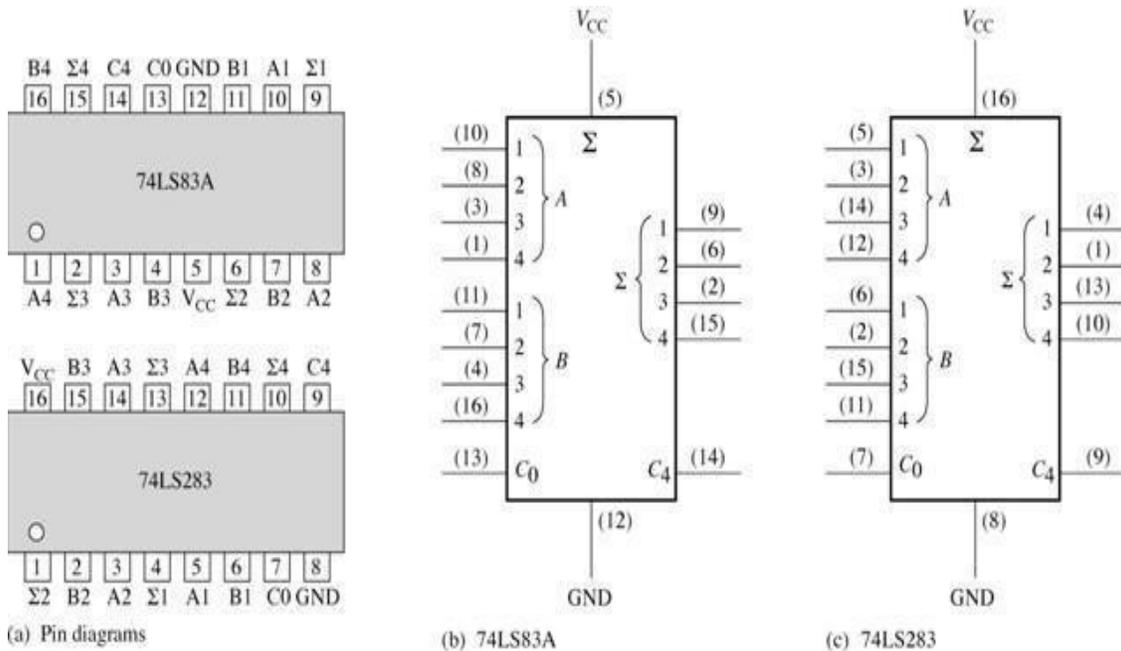 B4 Σ4 C4 C0 GND B1 A1 Σ1
16 15 14 13 12 11 10 9
74LS83A
1 2 3 4 5 6 7 8
A4 Σ3 A3 B3 VCC Σ2 B2 A2
VCC B3 A3 Σ3 A4 B4 Σ4 C4
16 15 14 13 12 11 10 9
74LS283
1 2 3 4 5 6 7 8
Σ2 B2 A2 Σ1 A1 B1 C0 GND
(a) Pin diagrams
VCC
(5)
Σ
(10) 1
(8) 2
A
(3) 3
(1) 4
(11) 1
(7) 2
B
(4) 3
(16) 4
(13) C0
1 (9)
2 (6)
Σ
3 (2)
4 (15)
C4 (14)
(12)
GND
(b) 74LS83A
VCC
(16)
Σ
(5) 1
(3) 2
A
(14) 3
(12) 4
(6) 1
(2) 2
B
(15) 3
(11) 4
(7) C0
1 (4)
2 (1)
Σ
3 (13)
4 (10)
C4 (9)
(8)
GND
(c) 74LS283